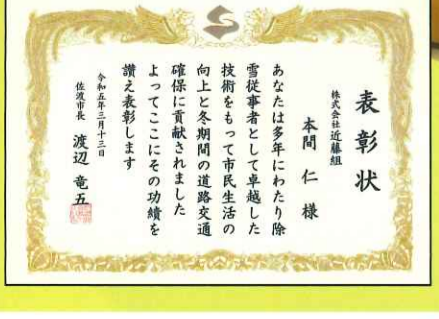 表彰状
株式会社近藤組
本間 仁 様
あなたは多年にわたり除
雪従事者として卓越した
技術をもって市民生活の
向上と冬期間の道路交通
確保に貢献されました
よってここにその功績を
讃え表彰します
令和五年三月十三日
佐渡市長 渡辺 竜五